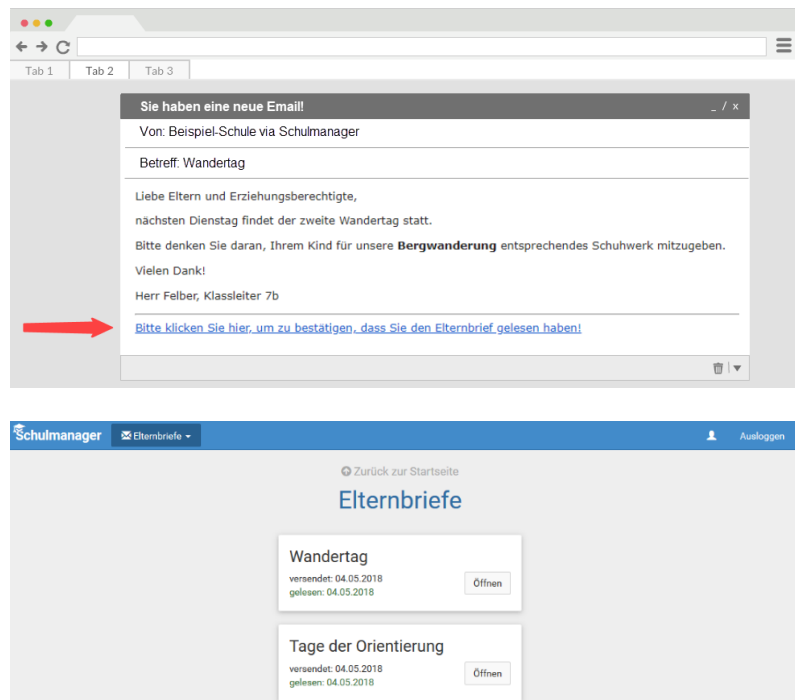 Tab 1 Tab 2 Tab 3
Sie haben eine neue Email! _ / x
Von: Beispiel-Schule via Schulmanager
Betreff: Wandertag
Liebe Eltern und Erziehungsberechtigte,
nächsten Dienstag findet der zweite Wandertag statt.
Bitte denken Sie daran, Ihrem Kind für unsere Bergwanderung entsprechendes Schuhwerk mitzugeben.
Vielen Dank!
Herr Felber, Klassleiter 7b
Bitte klicken Sie hier, um zu bestätigen, dass Sie den Elternbrief gelesen haben!
Schulmanager Elternbriefe Ausloggen
Zurück zur Startseite
Elternbriefe
Wandertag
versendet: 04.05.2018
gelesen: 04.05.2018
Öffnen
Tage der Orientierung
versendet: 04.05.2018
gelesen: 04.05.2018
Öffnen